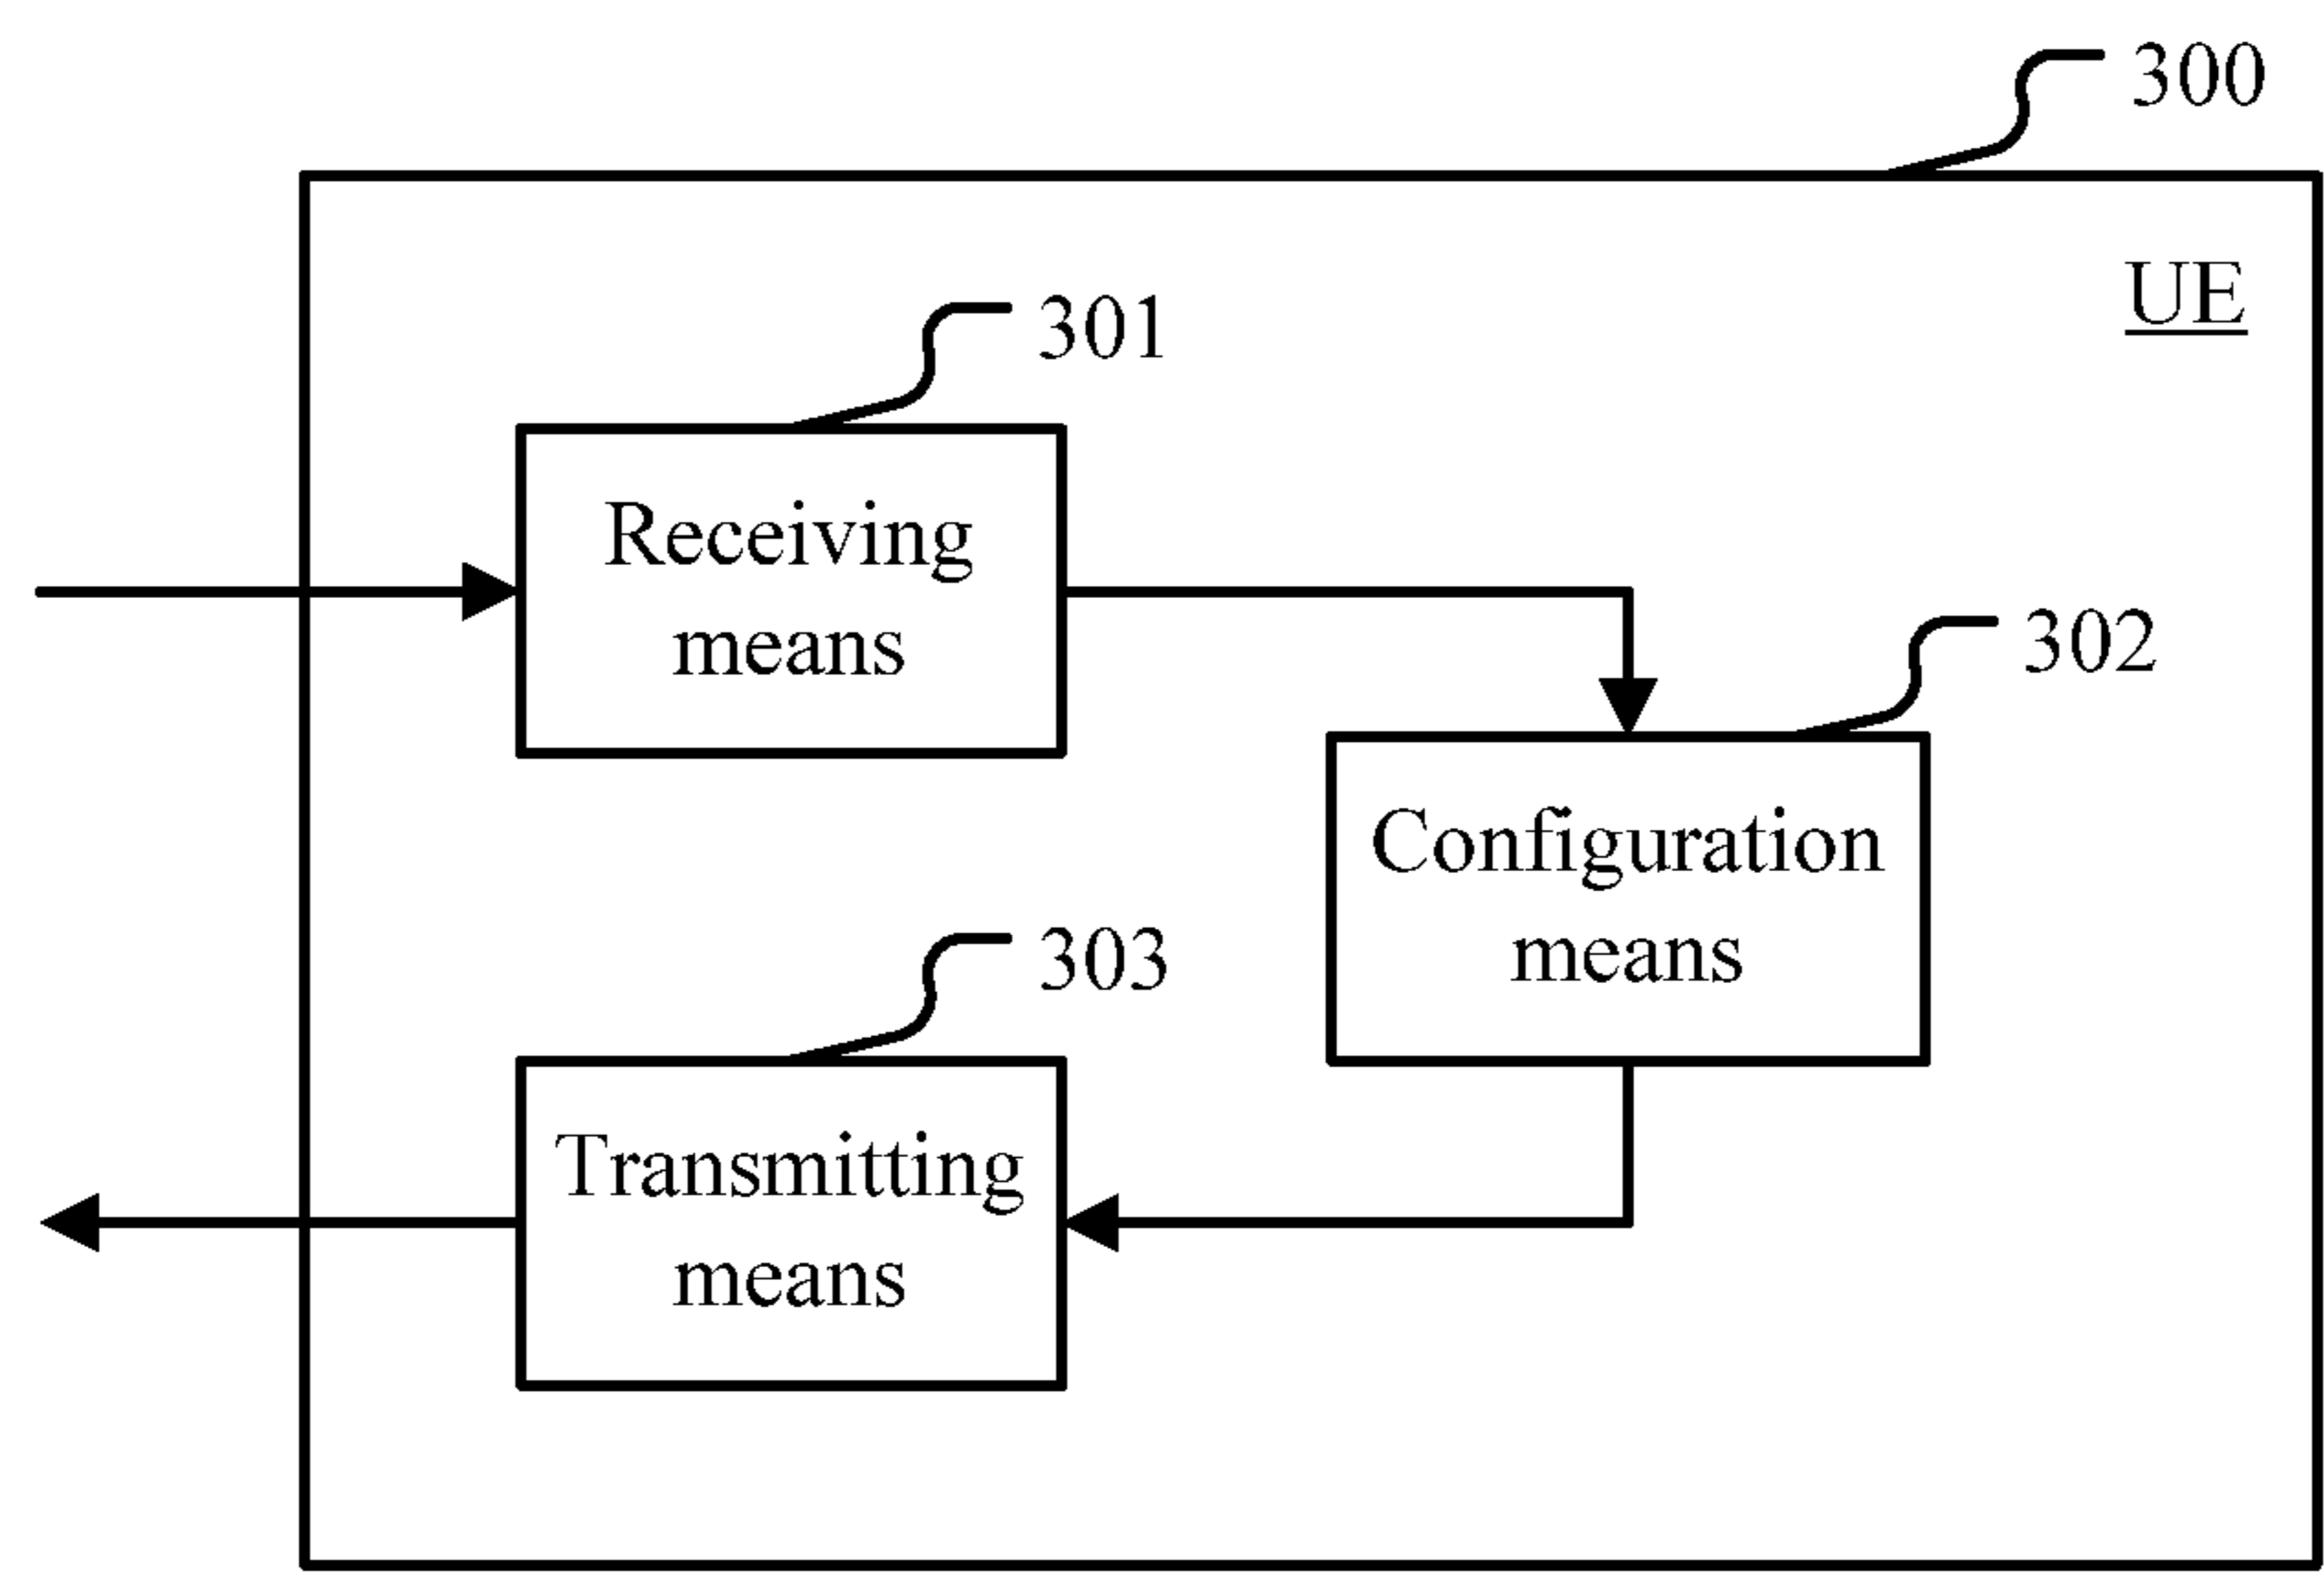 300
UE
301
Receiving
means
302
Configuration
means
303
Transmitting
means